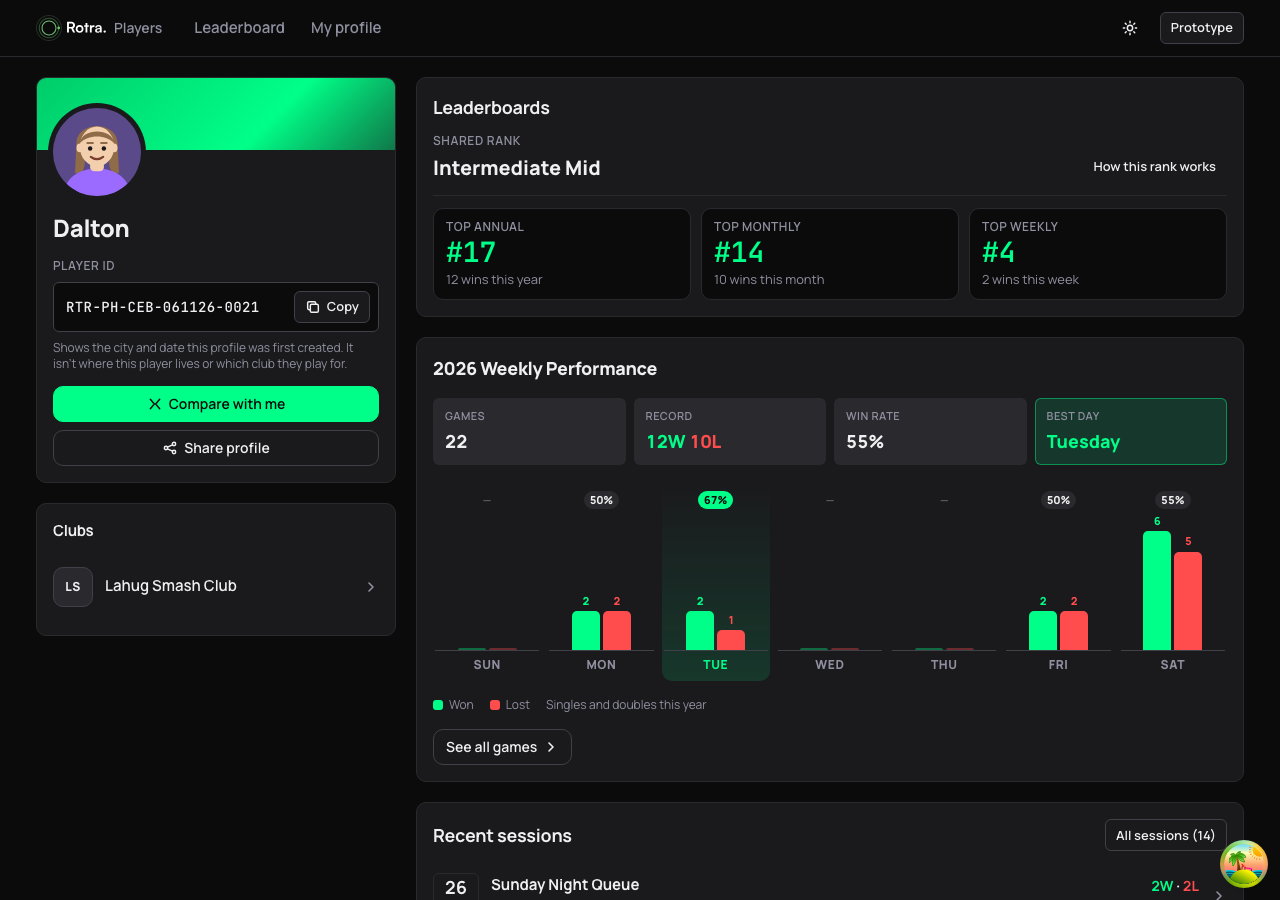 Rotra. Players Leaderboard My profile Prototype
Dalton
PLAYER ID
RTR-PH-CEB-061126-0021 Copy
Shows the city and date this profile was first created. It
isn't where this player lives or which club they play for.
Compare with me
Share profile
Clubs
LS Lahug Smash Club
Leaderboards
SHARED RANK
Intermediate Mid How this rank works
TOP ANNUAL
#17
12 wins this year
TOP MONTHLY
#14
10 wins this month
TOP WEEKLY
#4
2 wins this week
2026 Weekly Performance
GAMES
22
RECORD
12W 10L
WIN RATE
55%
BEST DAY
Tuesday
– 50% 67% – – 50% 55%
6
5
2 2 2 2 2
1
SUN MON TUE WED THU FRI SAT
Won Lost Singles and doubles this year
See all games
Recent sessions All sessions (14)
26 Sunday Night Queue 2W · 2L